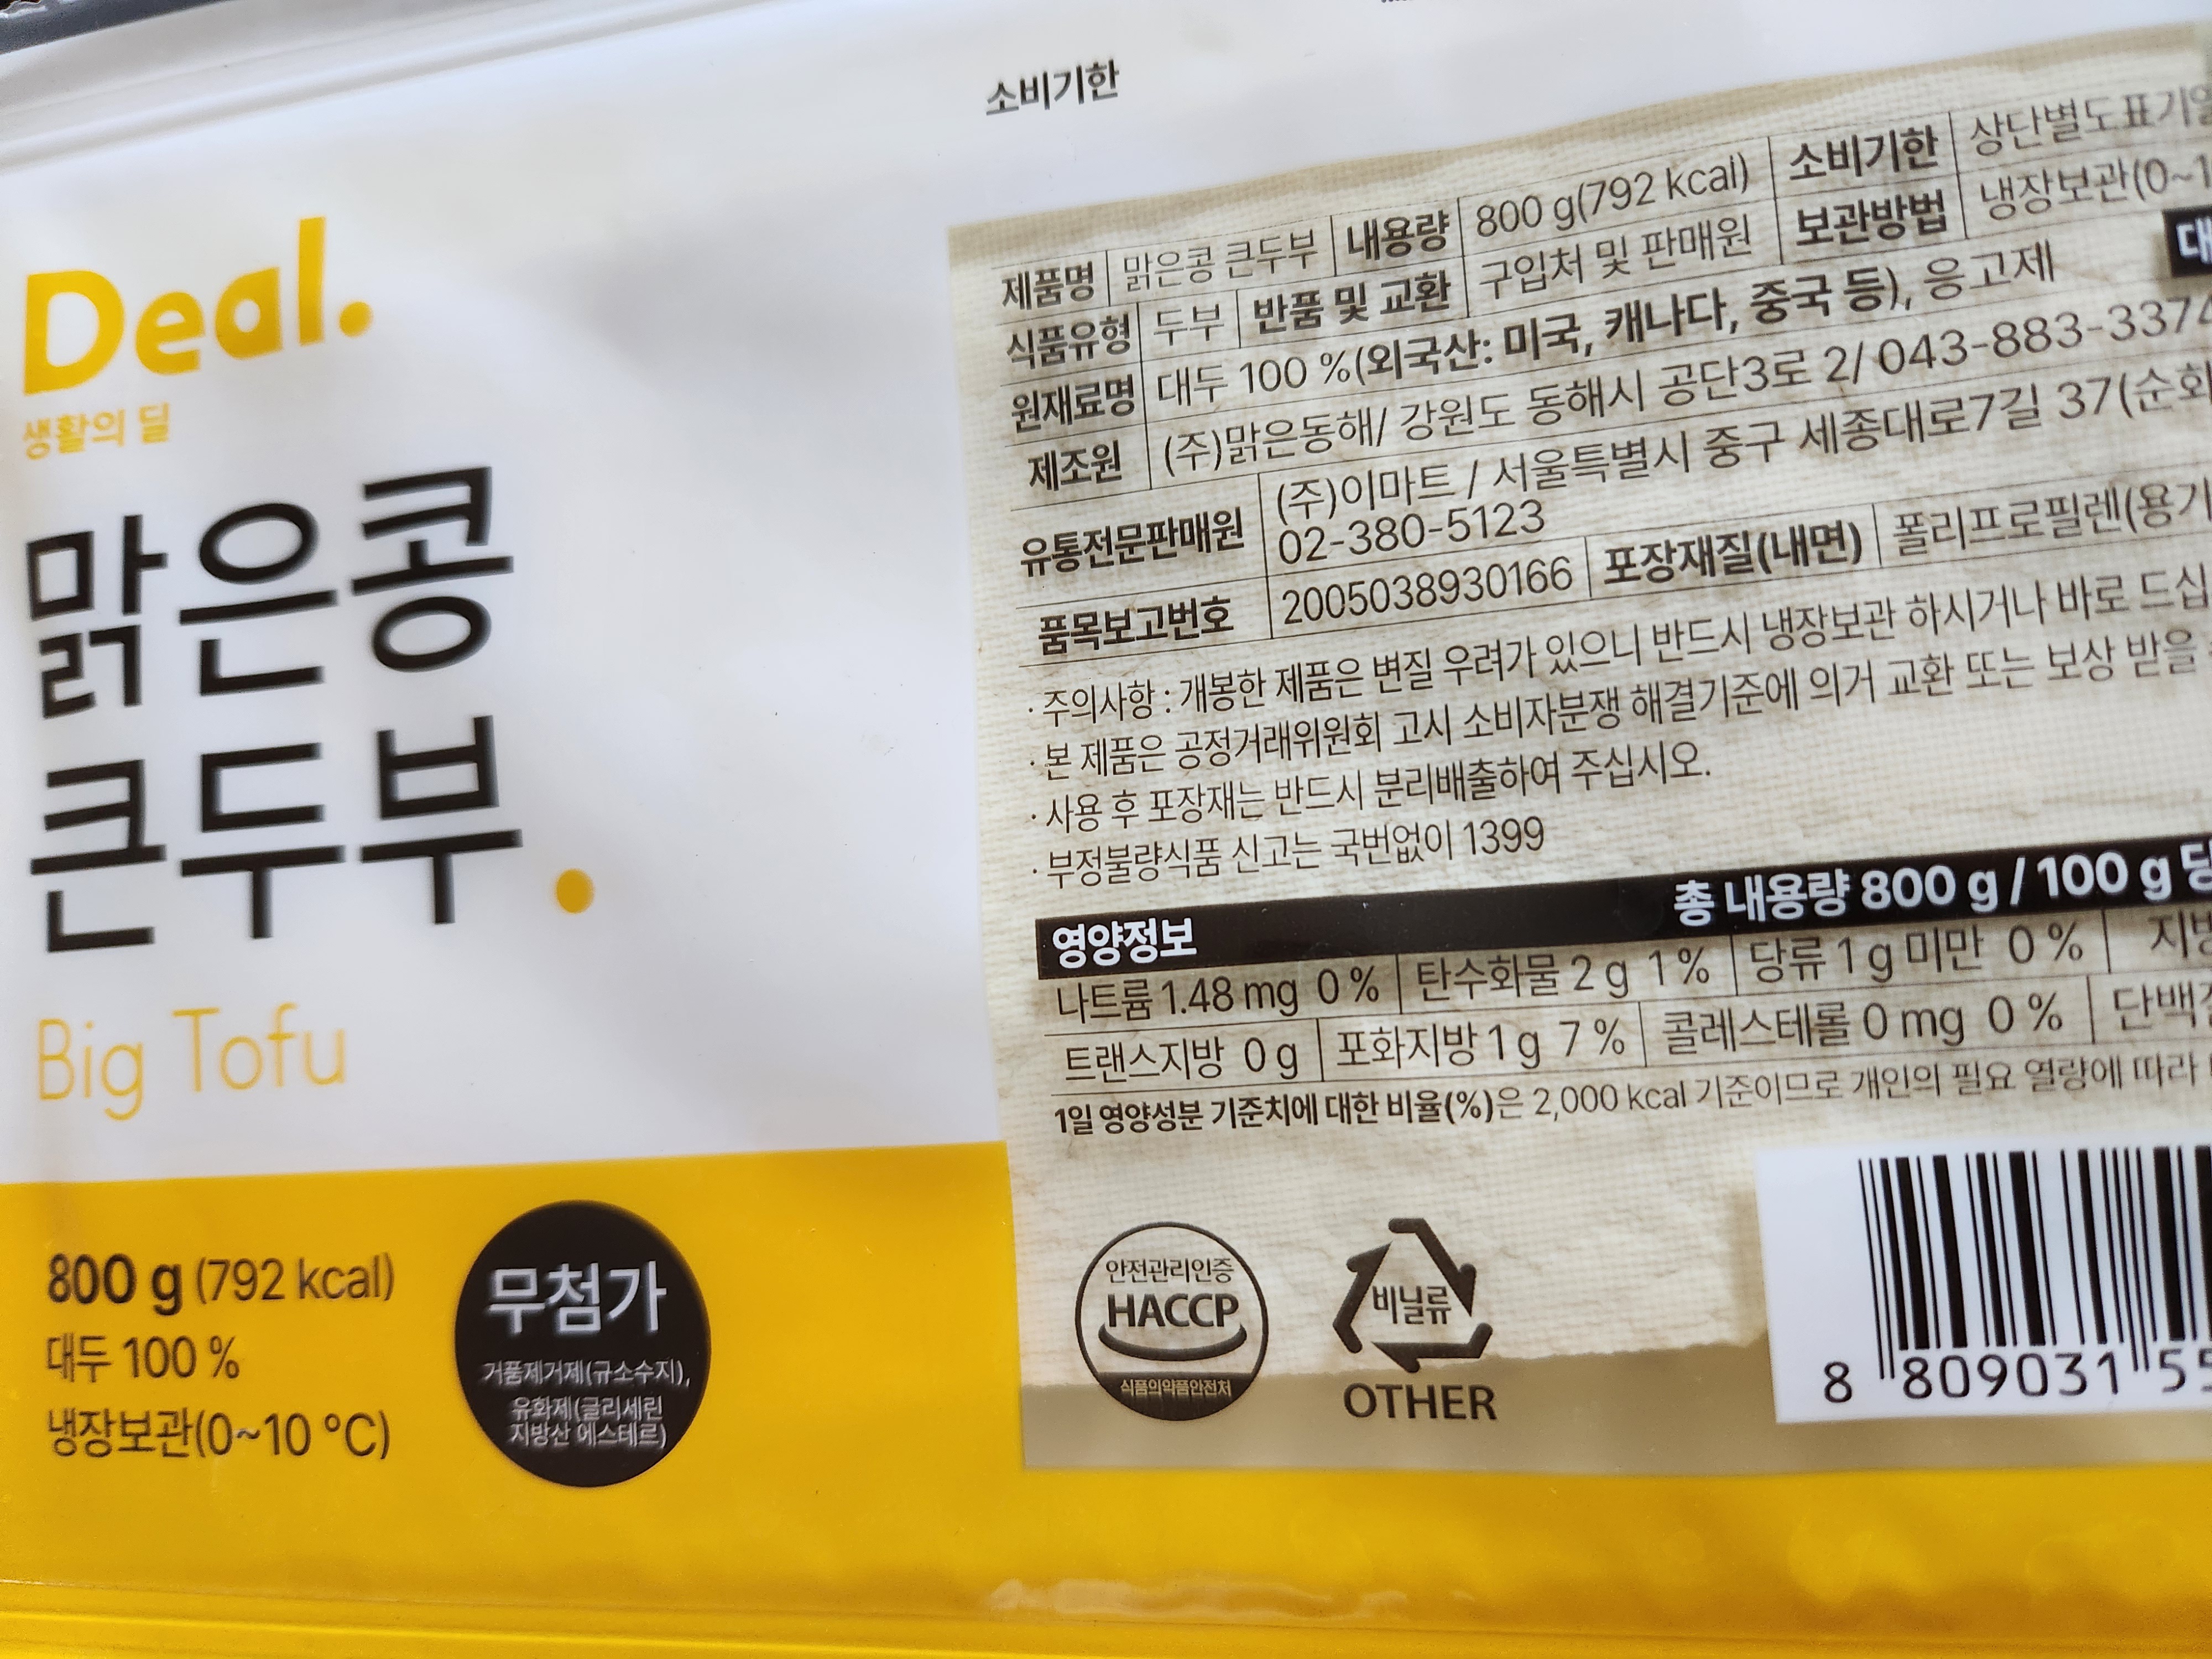 소비기한
Deal.
생활의 딜
맑은콩
큰두부.
Big Tofu
800 g (792 kcal)
대두 100 %
냉장보관(0~10 °C)
무첨가
거품제거제(규소수지),
유화제(글리세린
지방산 에스테르)
제품명 맑은콩 큰두부 내용량 800 g(792 kcal) 소비기한 상단별도표기
식품유형 두부 반품 및 교환 구입처 및 판매원 보관방법 냉장보관(0~1
원재료명 대두 100 %(외국산: 미국, 캐나다, 중국 등), 응고제
제조원 (주)맑은동해/ 강원도 동해시 공단3로 2/ 043-883-337
유통전문판매원 (주)이마트 / 서울특별시 중구 세종대로7길 37(순화
02-380-5123
품목보고번호 2005038930166 포장재질(내면) 폴리프로필렌(용기
· 주의사항 : 개봉한 제품은 변질 우려가 있으니 반드시 냉장보관 하시거나 바로 드십
· 본 제품은 공정거래위원회 고시 소비자분쟁 해결기준에 의거 교환 또는 보상 받을
· 사용 후 포장재는 반드시 분리배출하여 주십시오.
· 부정불량식품 신고는 국번없이 1399
영양정보 총 내용량 800 g / 100 g 당
나트륨 1.48 mg 0 % 탄수화물 2 g 1 % 당류 1 g 미만 0 % 지방
트랜스지방 0 g 포화지방 1 g 7 % 콜레스테롤 0 mg 0 % 단백
1일 영양성분 기준치에 대한 비율(%)은 2,000 kcal 기준이므로 개인의 필요 열량에 따라
안전관리인증
HACCP
식품의약품안전처
비닐류
OTHER
8 809031 55